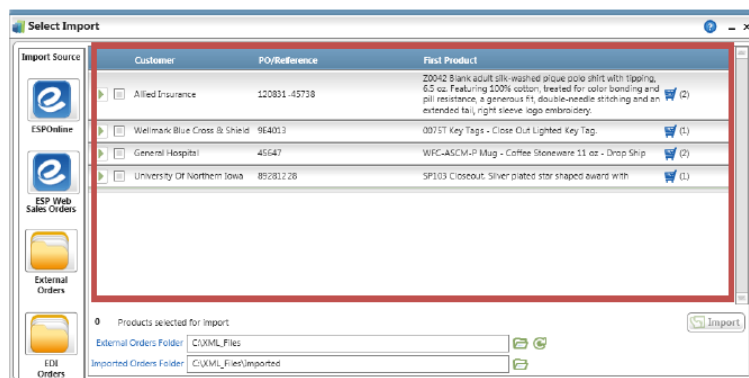 Select Import
Import Source
ESPOnline
ESP Web
Sales Orders
External
Orders
EDI
Orders
Customer PO/Reference First Product
Allied Insurance 120831-45738
Z0042 Blank adult silk-washed pique polo shirt with tipping,
6.5 oz. Featuring 100% cotton, treated for color bonding and
pill resistance, a generous fit, double-needle stitching and an
extended tail, right sleeve logo embroidery.
(2)
Wellmark Blue Cross & Shield 9E4013 0075T Key Tags - Close Out Lighted Key Tag. (1)
General Hospital 45647 WFC-ASCM-P Mug - Coffee Stoneware 11 oz - Drop Ship (2)
University Of Northern Iowa 89281228 SP103 Closeout. Silver plated star shaped award with (1)
0 Products selected for import
Import
External Orders Folder C:\XML_Files
Imported Orders Folder C:\XML_Files\Imported